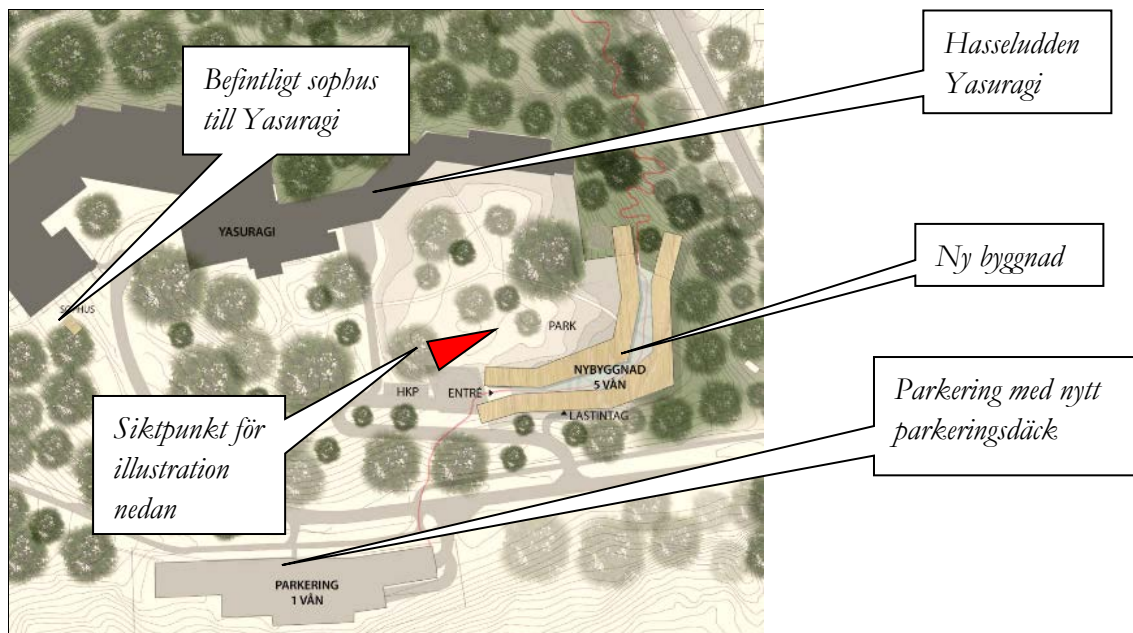 Befintligt sophus
till Yasuragi
Hasseludden
Yasuragi
YASURAGI
Ny byggnad
SOPHUS
PARK
NYBYGGNAD
5 VÅN
HKP
ENTRÉ
LASTINTAG
Siktpunkt för
illustration
nedan
Parkering med nytt
parkeringsdäck
PARKERING
1 VÅN